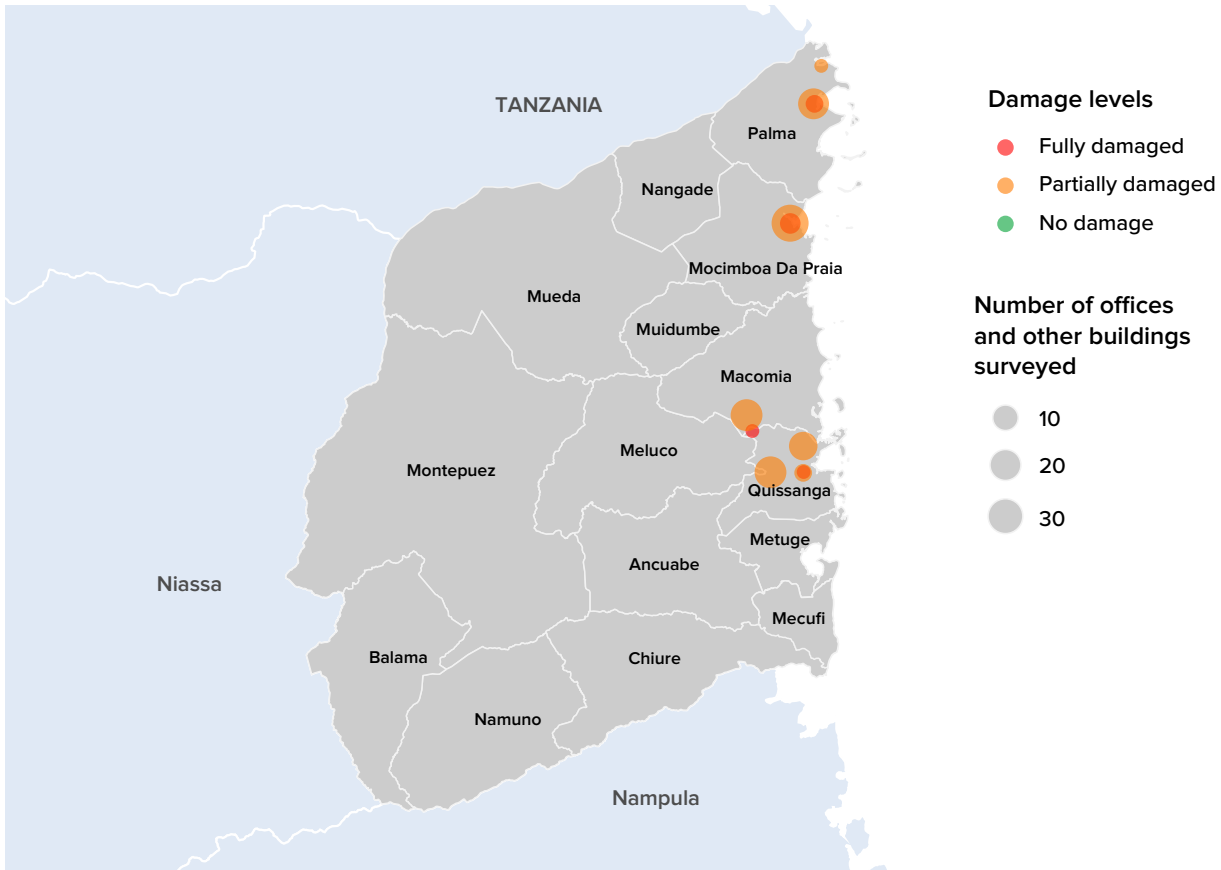 TANZANIA
Palma
Nangade
Mocimboa Da Praia
Mueda
Muidumbe
Macomia
Meluco
Montepuez
Quissanga
Metuge
Ancuabe
Niassa
Mecufi
Balama
Chiure
Namuno
Nampula
Damage levels
Fully damaged
Partially damaged
No damage
Number of offices
and other buildings
surveyed
10
20
30